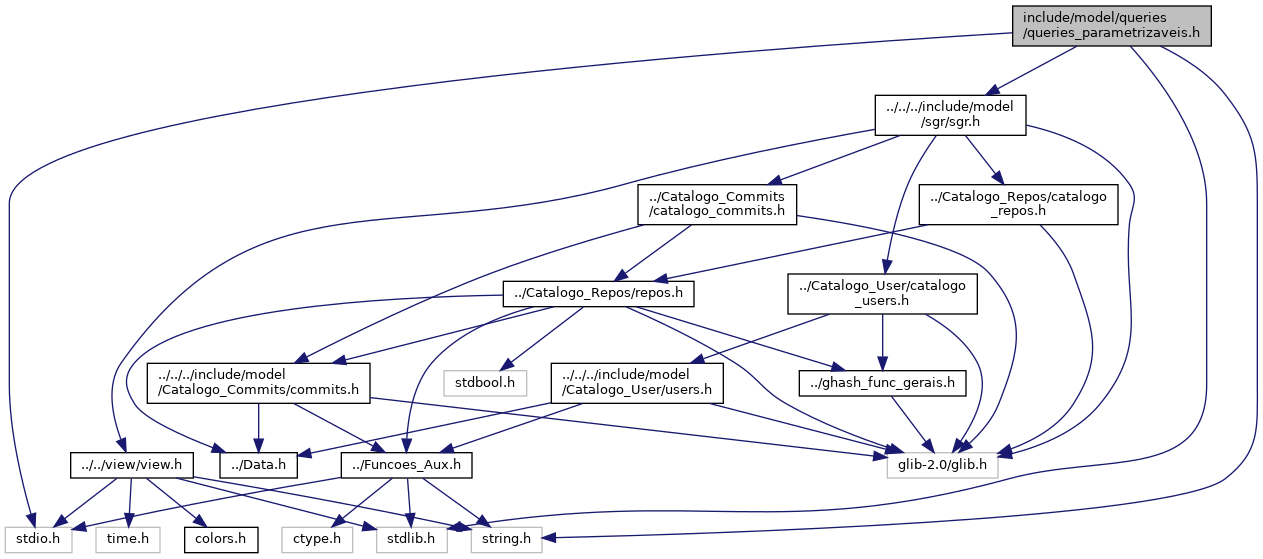 include/model/queries
/queries_parametrizaveis.h
../../../include/model
/sgr/sgr.h
../Catalogo_Commits
/catalogo_commits.h
../Catalogo_Repos/catalogo
_repos.h
../Catalogo_User/catalogo
_users.h
../Catalogo_Repos/repos.h
../../../include/model
/Catalogo_Commits/commits.h
stdbool.h
../../../include/model
/Catalogo_User/users.h
../ghash_func_gerais.h
../../view/view.h
../Data.h
../Funcoes_Aux.h
glib-2.0/glib.h
stdio.h
time.h
colors.h
ctype.h
stdlib.h
string.h